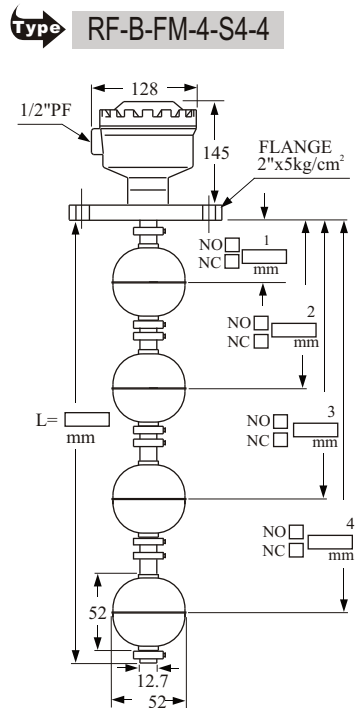 Type RF-B-FM-4-S4-4
128
1/2"PF
145
FLANGE
2"x5kg/cm²
NO 1
NC mm
NO 2
NC mm
L=
mm
NO 3
NC mm
NO 4
NC mm
52
12.7
52